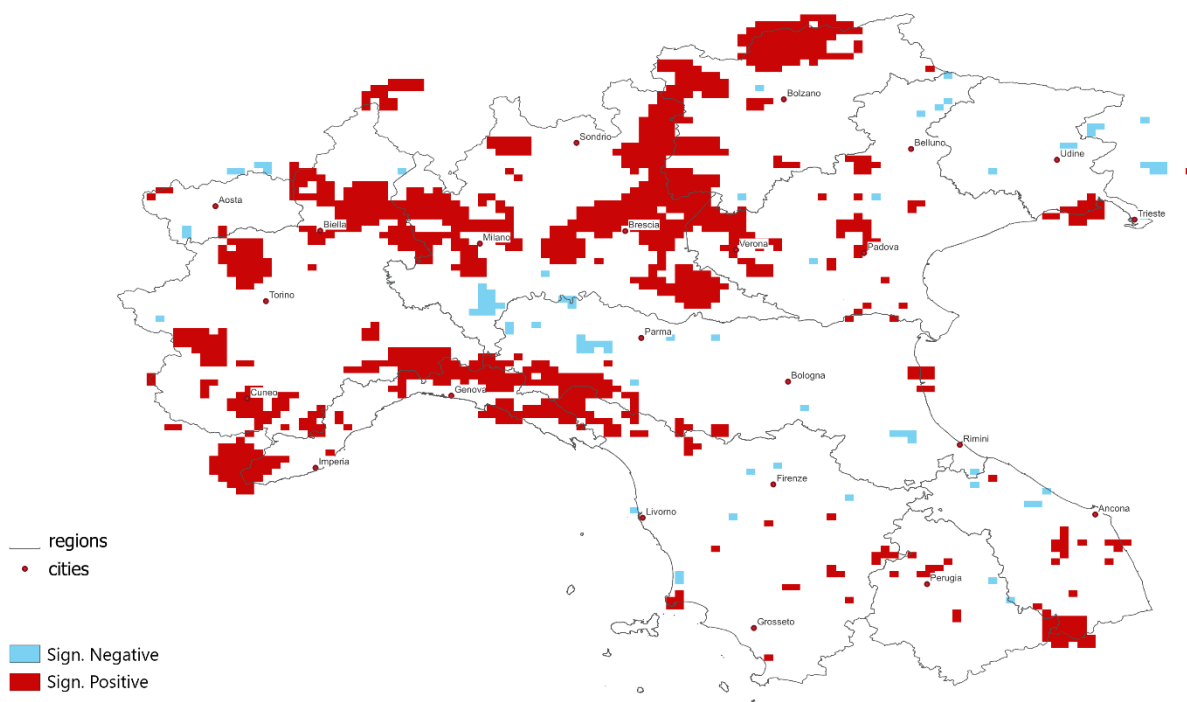 Bolzano
Sondrio
Belluno
Udine
Aosta
Trieste
Biella
Brescia
Milano
Verona
Padova
Torino
Parma
Bologna
Cuneo
Genova
Rimini
Imperia
Firenze
Livorno
Ancona
regions
cities
Perugia
Grosseto
Sign. Negative
Sign. Positive